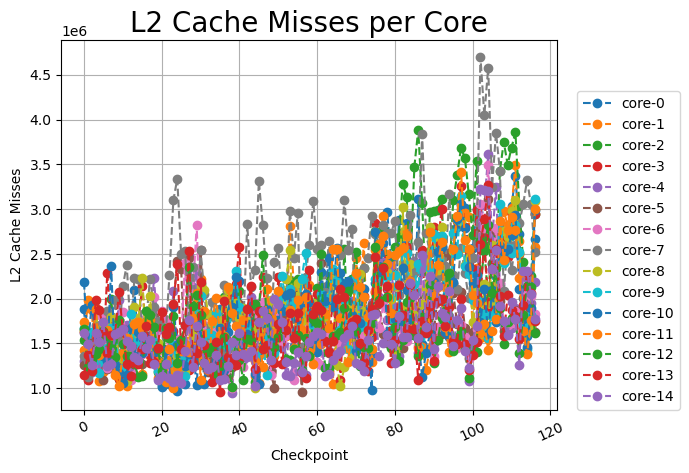 L2 Cache Misses per Core
1e6
4.5
4.0
3.5
3.0
2.5
2.0
1.5
1.0
L2 Cache Misses
0
20
40
60
80
100
120
Checkpoint
core-0
core-1
core-2
core-3
core-4
core-5
core-6
core-7
core-8
core-9
core-10
core-11
core-12
core-13
core-14